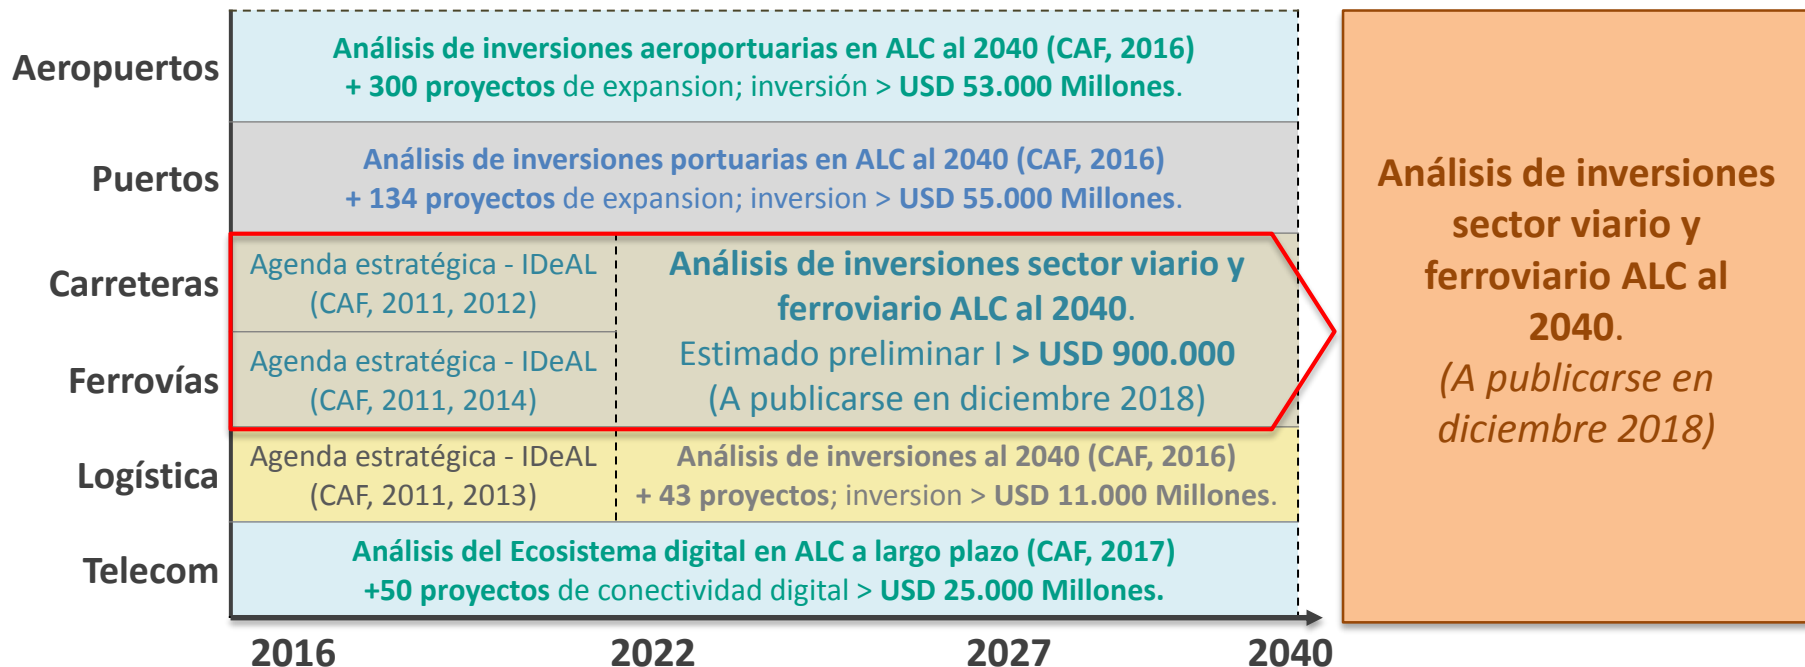 Aeropuertos
Análisis de inversiones aeroportuarias en ALC al 2040 (CAF, 2016)
+ 300 proyectos de expansion; inversión > USD 53.000 Millones.
Puertos
Análisis de inversiones portuarias en ALC al 2040 (CAF, 2016)
+ 134 proyectos de expansion; inversion > USD 55.000 Millones.
Carreteras
Agenda estratégica - IDeAL
(CAF, 2011, 2012)
Ferrovías
Agenda estratégica - IDeAL
(CAF, 2011, 2014)
Análisis de inversiones sector viario y
ferroviario ALC al 2040.
Estimado preliminar I > USD 900.000
(A publicarse en diciembre 2018)
Logística
Agenda estratégica - IDeAL
(CAF, 2011, 2013)
Análisis de inversiones al 2040 (CAF, 2016)
+ 43 proyectos; inversion > USD 11.000 Millones.
Telecom
Análisis del Ecosistema digital en ALC a largo plazo (CAF, 2017)
+50 proyectos de conectividad digital > USD 25.000 Millones.
2016
2022
2027
2040
Análisis de inversiones
sector viario y
ferroviario ALC al
2040.
(A publicarse en
diciembre 2018)